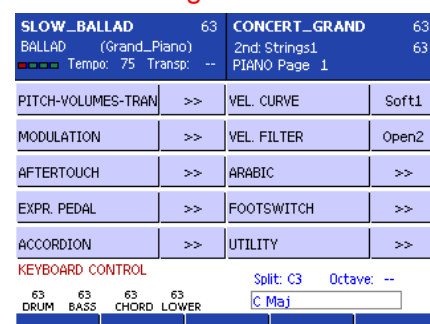 SLOW_BALLAD 63 CONCERT_GRAND 63
BALLAD (Grand_Piano) 2nd: Strings1 63
Tempo: 75 Transp: -- PIANO Page 1
PITCH-VOLUMES-TRAN >> VEL. CURVE Soft1
MODULATION >> VEL. FILTER Open2
AFTERTOUCH >> ARABIC >>
EXPR. PEDAL >> FOOTSWITCH >>
ACCORDION >> UTILITY >>
KEYBOARD CONTROL
Split: C3 Octave: --
63 63 63 63
DRUM BASS CHORD LOWER
C Maj